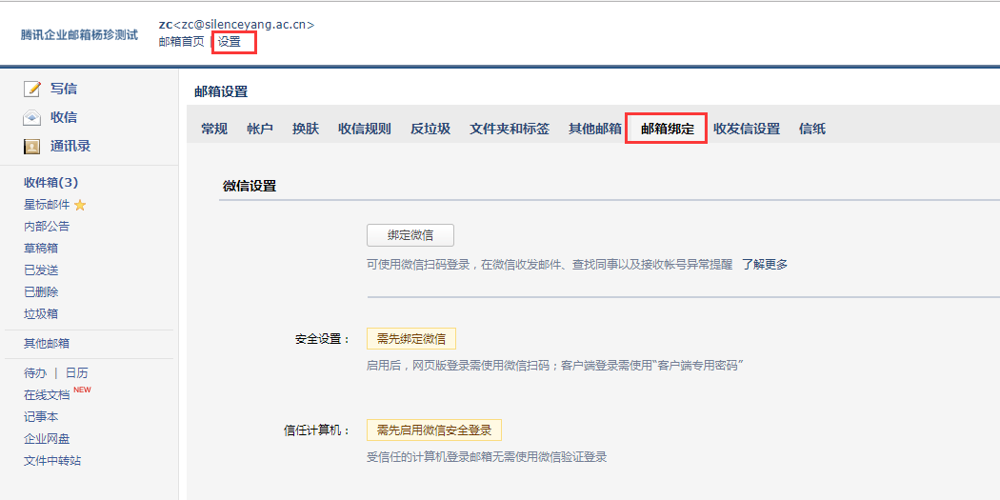 腾讯企业邮箱杨珍测试
zc<zc@silenceyang.ac.cn>
邮箱首页 | 设置
写信
收信
通讯录
收件箱(3)
星标邮件
内部公告
草稿箱
已发送
已删除
垃圾箱
其他邮箱
待办 | 日历
在线文档 NEW
记事本
企业网盘
文件中转站
邮箱设置
常规 帐户 换肤 收信规则 反垃圾 文件夹和标签 其他邮箱 邮箱绑定 收发信设置 信纸
微信设置
绑定微信
可使用微信扫码登录，在微信收发邮件、查找同事以及接收帐号异常提醒 了解更多
安全设置： 需先绑定微信
启用后，网页版登录需使用微信扫码；客户端登录需使用“客户端专用密码”
信任计算机： 需先启用微信安全登录
受信任的计算机登录邮箱无需使用微信验证登录